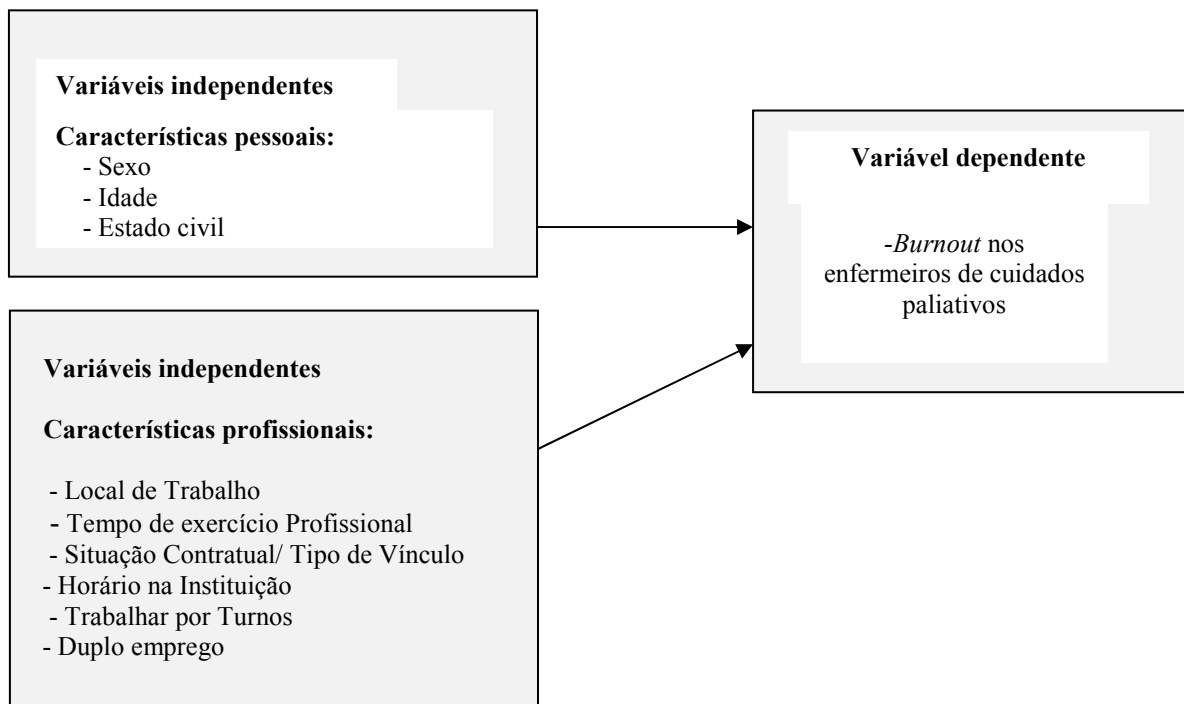 Variáveis independentes
Características pessoais:
- Sexo
- Idade
- Estado civil
Variável dependente
-Burnout nos
enfermeiros de cuidados
paliativos
Variáveis independentes
Características profissionais:
- Local de Trabalho
- Tempo de exercício Profissional
- Situação Contratual/ Tipo de Vínculo
- Horário na Instituição
- Trabalhar por Turnos
- Duplo emprego